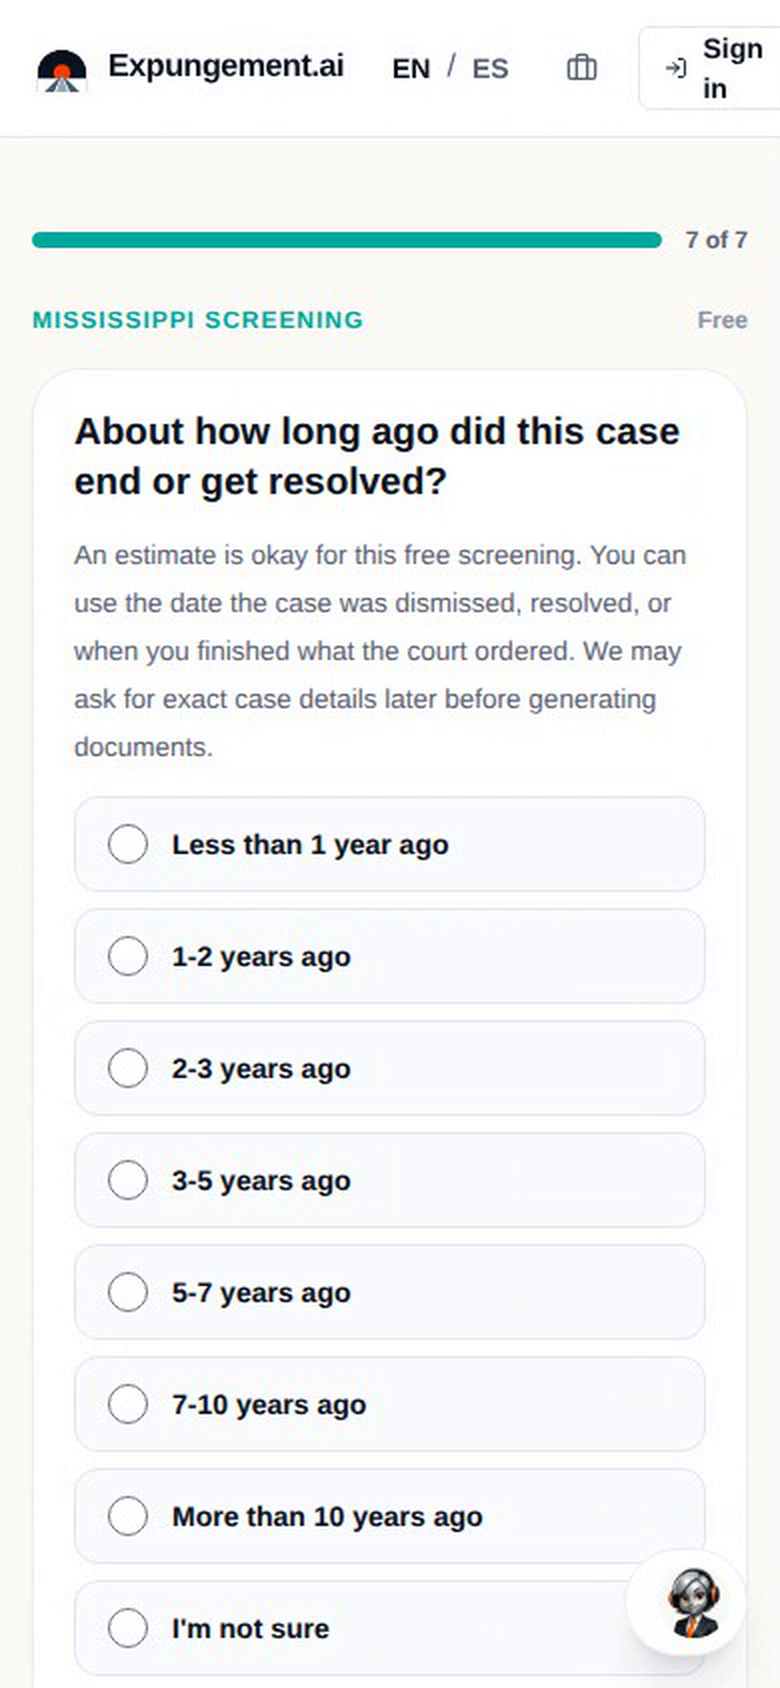 Expungement.ai
EN / ES
Sign
in
7 of 7
MISSISSIPPI SCREENING
Free
About how long ago did this case
end or get resolved?
An estimate is okay for this free screening. You can
use the date the case was dismissed, resolved, or
when you finished what the court ordered. We may
ask for exact case details later before generating
documents.
Less than 1 year ago
1-2 years ago
2-3 years ago
3-5 years ago
5-7 years ago
7-10 years ago
More than 10 years ago
I'm not sure